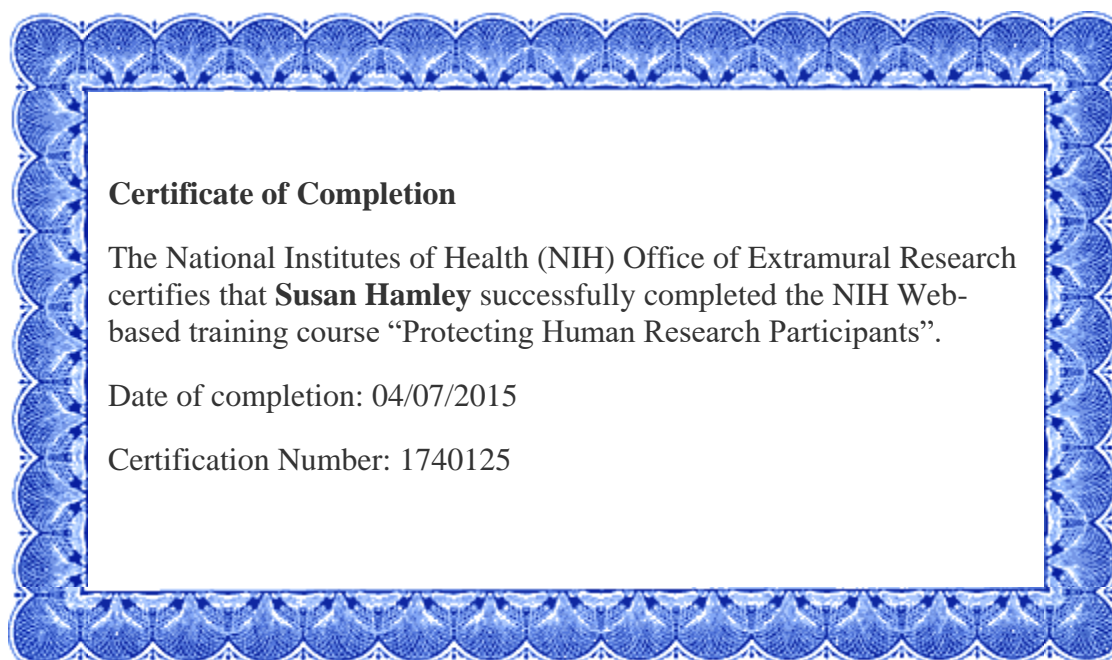 Certificate of Completion
The National Institutes of Health (NIH) Office of Extramural Research
certifies that Susan Hamley successfully completed the NIH Web-
based training course “Protecting Human Research Participants”.
Date of completion: 04/07/2015
Certification Number: 1740125